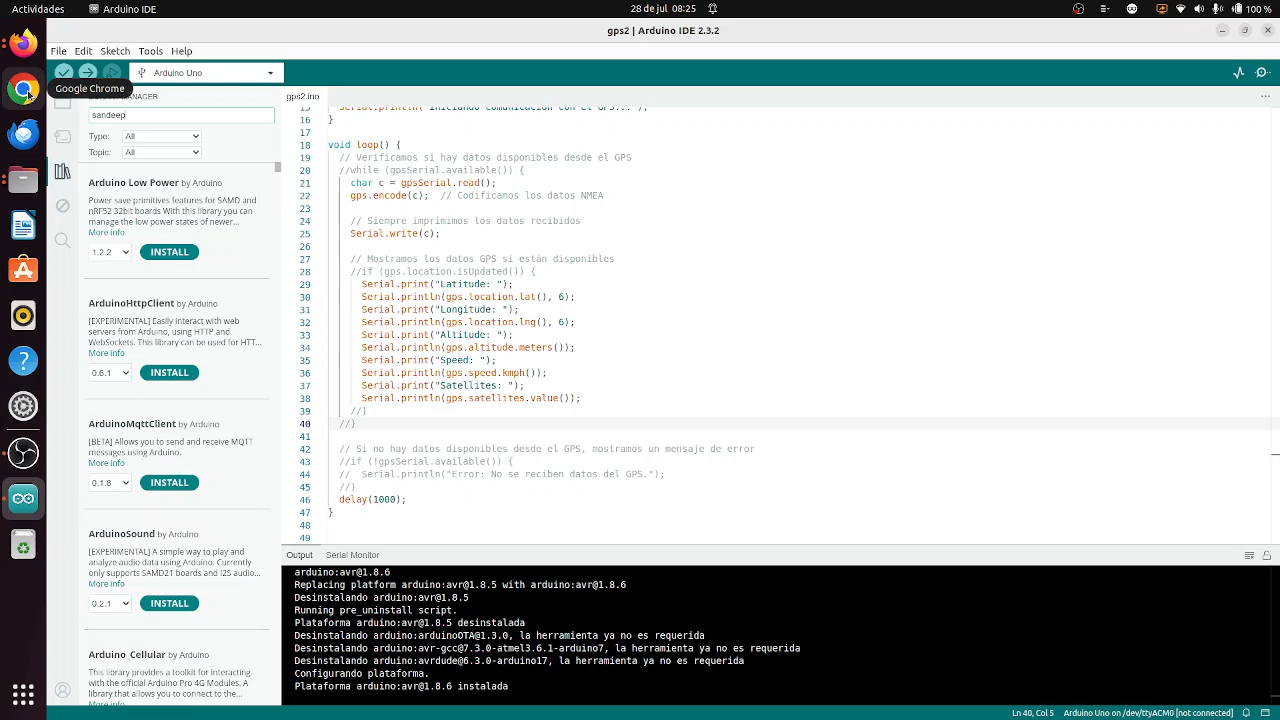 Actividades
Arduino IDE
28 de jul 08:25
100 %
gps2 | Arduino IDE 2.3.2
File Edit Sketch Tools Help
Arduino Uno
Google Chrome
gps2.ino
sandeep
Type: All
Topic: All
Arduino Low Power by Arduino
Power save primitives features for SAMD and
nRF52 32bit boards With this library you can
manage the low power states of newer...
More info
1.2.2 INSTALL
ArduinoHttpClient by Arduino
[EXPERIMENTAL] Easily interact with web
servers from Arduino, using HTTP and
WebSockets. This library can be used for HTT...
More info
0.6.1 INSTALL
ArduinoMqttClient by Arduino
[BETA] Allows you to send and receive MQTT
messages using Arduino.
More info
0.1.8 INSTALL
ArduinoSound by Arduino
[EXPERIMENTAL] A simple way to play and
analyze audio data using Arduino. Currently
only supports SAMD21 boards and I2S audio...
More info
0.2.1 INSTALL
Arduino_Cellular by Arduino
This library provides a toolkit for interacting
with the official Arduino Pro 4G Modules. A
library that allows you to connect to the...
More info
15 Serial.println("Iniciando comunicación con el GPS...");
16 }
17
18 void loop() {
19 // Verificamos si hay datos disponibles desde el GPS
20 //while (gpsSerial.available()) {
21 char c = gpsSerial.read();
22 gps.encode(c); // Codificamos los datos NMEA
23
24 // Siempre imprimimos los datos recibidos
25 Serial.write(c);
26
27 // Mostramos los datos GPS si están disponibles
28 //if (gps.location.isUpdated()) {
29 Serial.print("Latitude: ");
30 Serial.println(gps.location.lat(), 6);
31 Serial.print("Longitude: ");
32 Serial.println(gps.location.lng(), 6);
33 Serial.print("Altitude: ");
34 Serial.println(gps.altitude.meters());
35 Serial.print("Speed: ");
36 Serial.println(gps.speed.kmph());
37 Serial.print("Satellites: ");
38 Serial.println(gps.satellites.value());
39 //}
40 //}
41
42 // Si no hay datos disponibles desde el GPS, mostramos un mensaje de error
43 //if (!gpsSerial.available()) {
44 // Serial.println("Error: No se reciben datos del GPS.");
45 //}
46 delay(1000);
47 }
48
49
Output Serial Monitor
arduino:avr@1.8.6
Replacing platform arduino:avr@1.8.5 with arduino:avr@1.8.6
Desinstalando arduino:avr@1.8.5
Running pre_uninstall script.
Plataforma arduino:avr@1.8.5 desinstalada
Desinstalando arduino:arduinoOTA@1.3.0, la herramienta ya no es requerida
Desinstalando arduino:avr-gcc@7.3.0-atmel3.6.1-arduino7, la herramienta ya no es requerida
Desinstalando arduino:avrdude@6.3.0-arduino17, la herramienta ya no es requerida
Configurando plataforma.
Plataforma arduino:avr@1.8.6 instalada
Ln 40, Col 5 Arduino Uno on /dev/ttyACM0 [not connected]